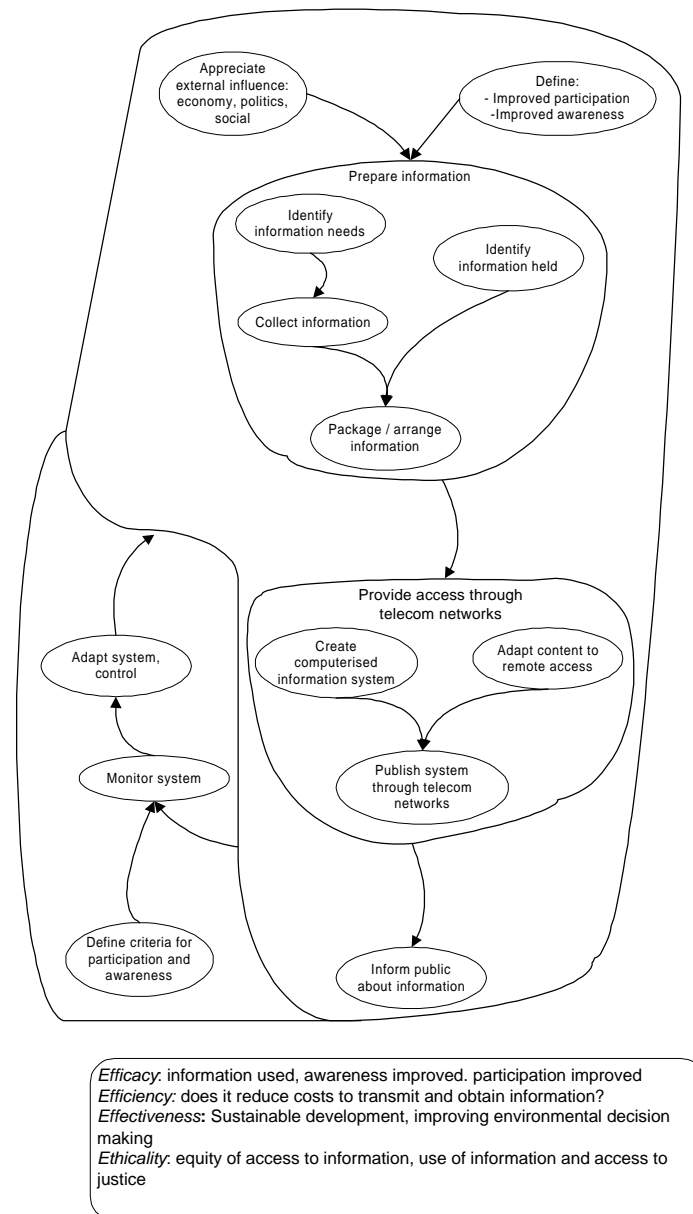 Appreciate
external influence:
economy, politics,
social
Define:
- Improved participation
-Improved awareness
Prepare information
Identify
information needs
Identify
information held
Collect information
Package / arrange
information
Provide access through
telecom networks
Create
computerised
information system
Adapt content to
remote access
Adapt system,
control
Monitor system
Publish system
through telecom
networks
Define criteria for
participation and
awareness
Inform public
about information
Efficacy: information used, awareness improved. participation improved
Efficiency: does it reduce costs to transmit and obtain information?
Effectiveness: Sustainable development, improving environmental decision
making
Ethicality: equity of access to information, use of information and access to
justice